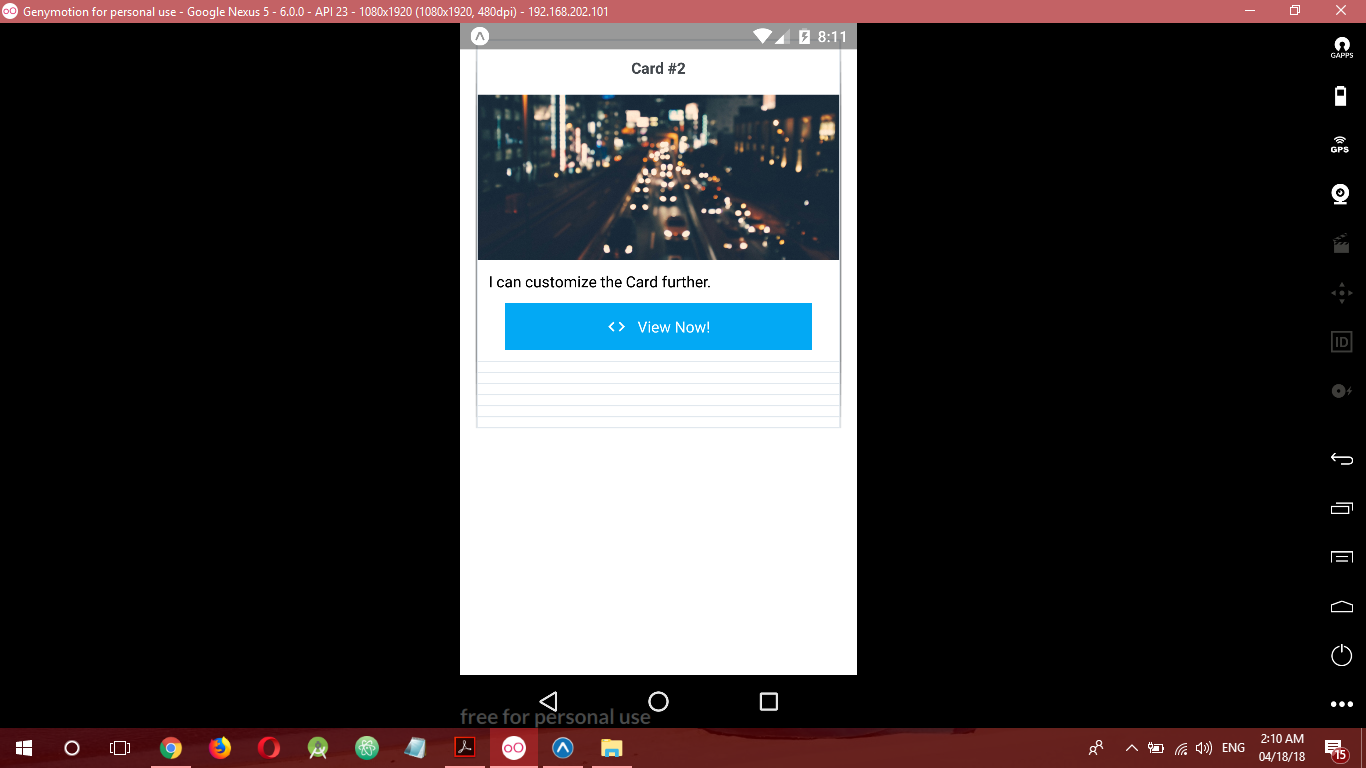 Genymotion for personal use - Google Nexus 5 - 6.0.0 - API 23 - 1080x1920 (1080x1920, 480dpi) - 192.168.202.101
8:11
GAPPS
Card #2
GPS
I can customize the Card further.
<> View Now!
ID
free for personal use
ENG
2:10 AM
04/18/18
15